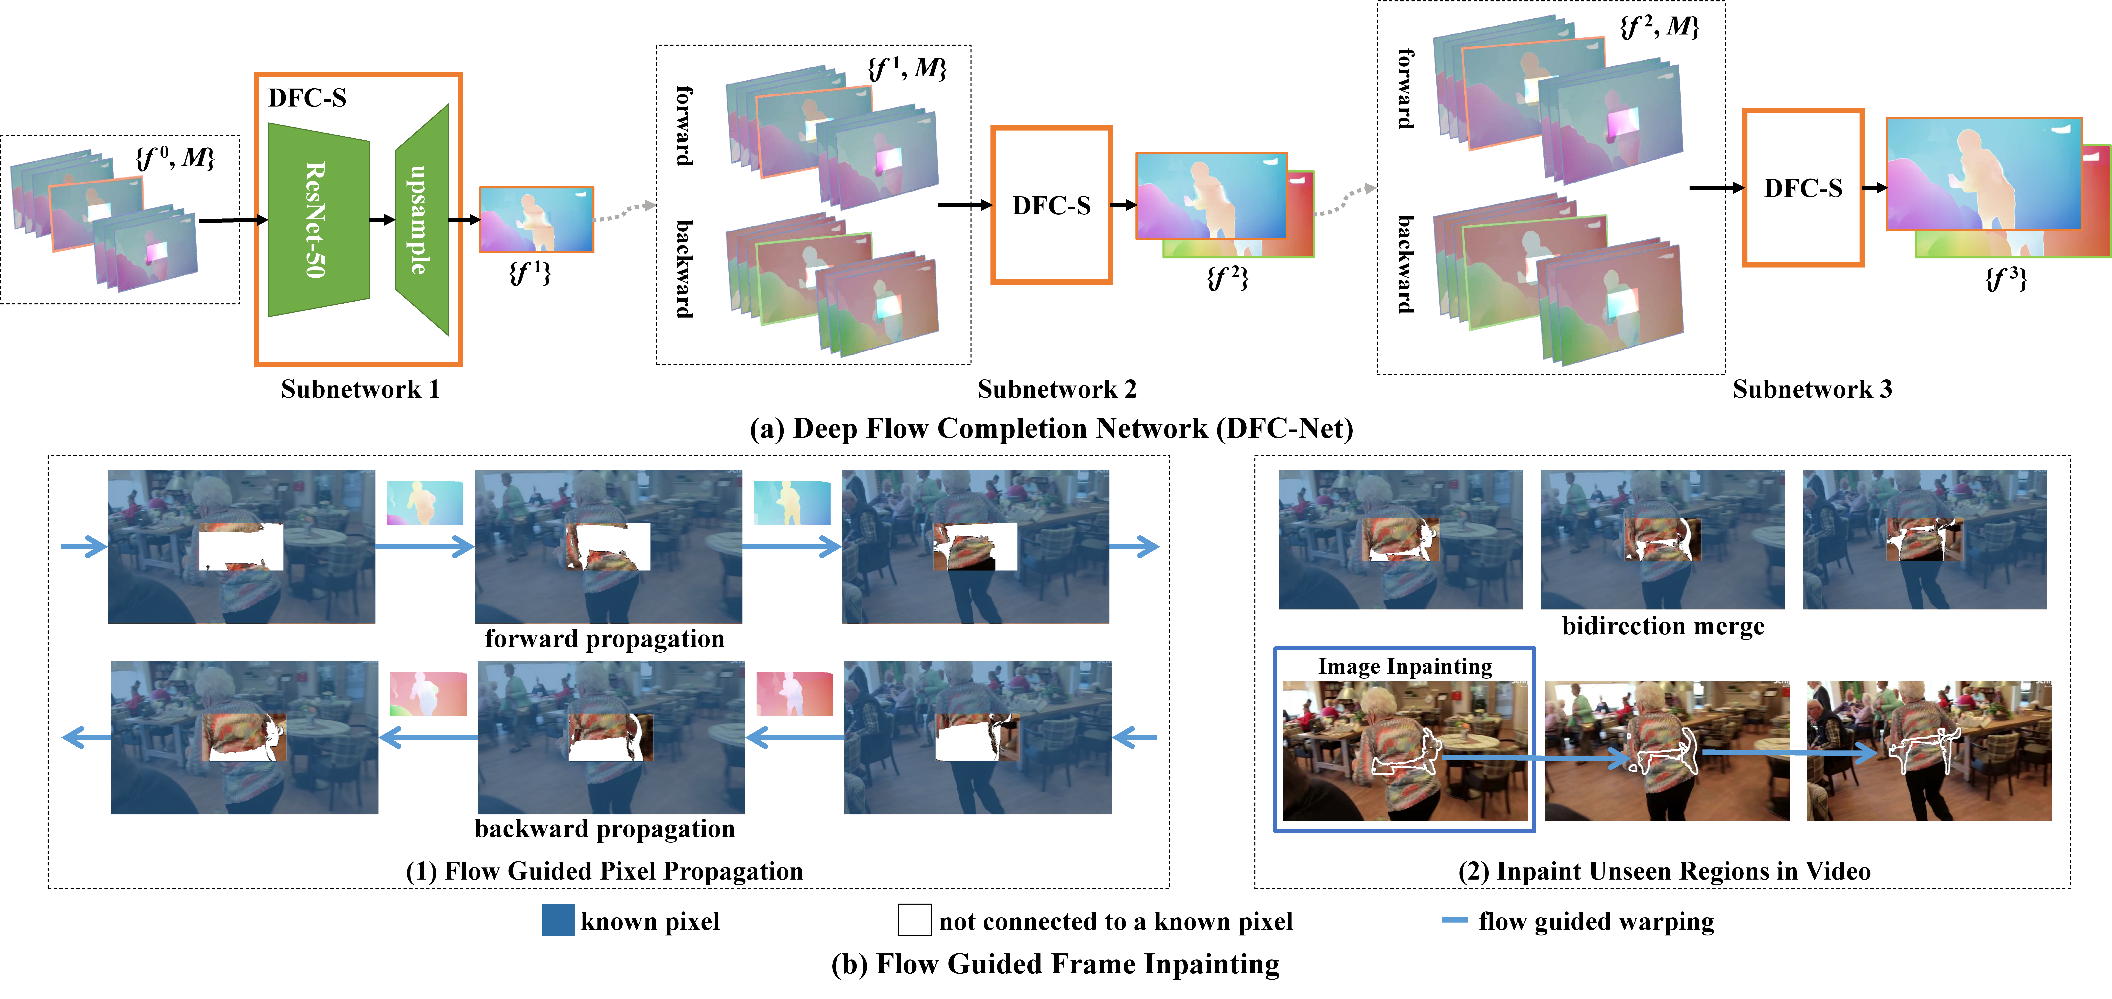 {f⁰, M}
DFC-S
ResNet-50
upsample
{f¹}
Subnetwork 1
forward
{f¹, M}
backward
DFC-S
{f²}
Subnetwork 2
forward
{f², M}
backward
DFC-S
{f³}
Subnetwork 3
(a) Deep Flow Completion Network (DFC-Net)
forward propagation
backward propagation
(1) Flow Guided Pixel Propagation
bidirection merge
Image Inpainting
(2) Inpaint Unseen Regions in Video
known pixel
not connected to a known pixel
flow guided warping
(b) Flow Guided Frame Inpainting